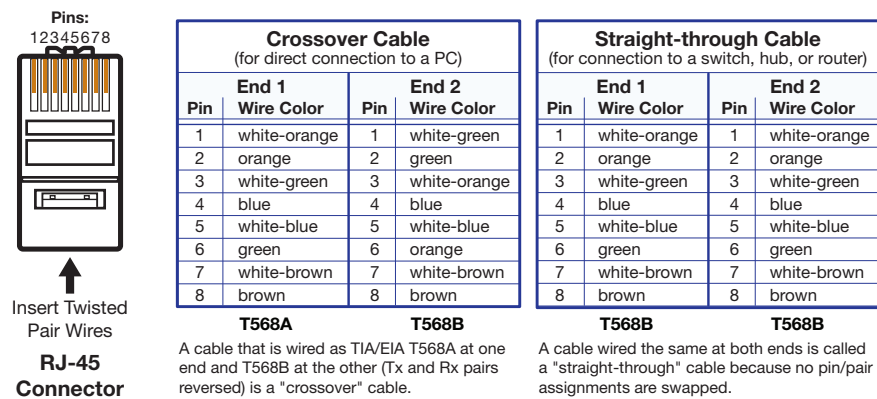 Pins:
12345678
Insert Twisted
Pair Wires
RJ-45
Connector
Crossover Cable
(for direct connection to a PC)
End 1 End 2
Pin Wire Color Pin Wire Color
1 white-orange 1 white-green
2 orange 2 green
3 white-green 3 white-orange
4 blue 4 blue
5 white-blue 5 white-blue
6 green 6 orange
7 white-brown 7 white-brown
8 brown 8 brown
T568A T568B
A cable that is wired as TIA/EIA T568A at one
end and T568B at the other (Tx and Rx pairs
reversed) is a "crossover" cable.
Straight-through Cable
(for connection to a switch, hub, or router)
End 1 End 2
Pin Wire Color Pin Wire Color
1 white-orange 1 white-orange
2 orange 2 orange
3 white-green 3 white-green
4 blue 4 blue
5 white-blue 5 white-blue
6 green 6 green
7 white-brown 7 white-brown
8 brown 8 brown
T568B T568B
A cable wired the same at both ends is called
a "straight-through" cable because no pin/pair
assignments are swapped.